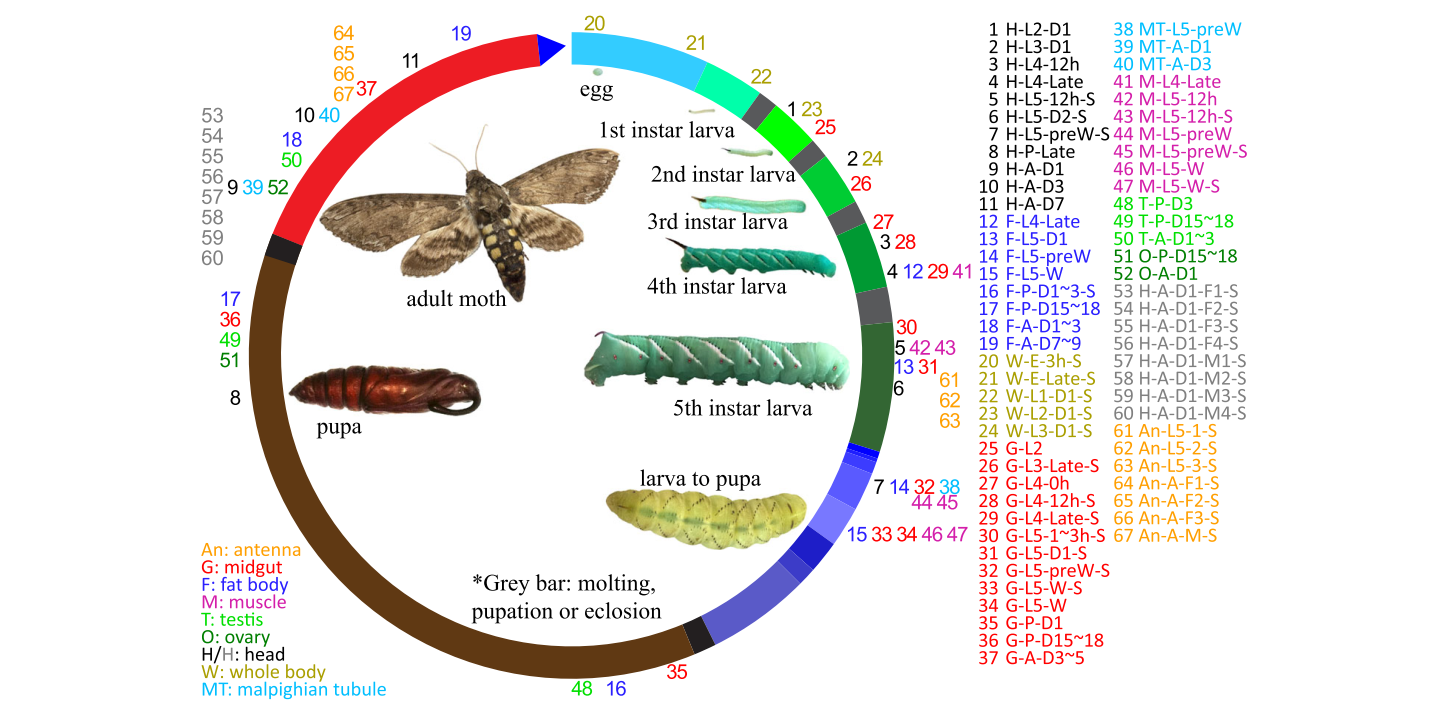 20
21
22
1 23
25
2 24
26
27
3 28
4 12 29 41
30
5 42 43
13 31
6
61
62
63
7 14 32 38
44 45
15 33 34 46 47
35
48 16
8
17
36
49
51
53
54
55
56
57
58
59
60
9 39 52
50
18
10 40
64
65
66
67
37
11
19
egg
1st instar larva
2nd instar larva
3rd instar larva
4th instar larva
5th instar larva
larva to pupa
pupa
adult moth
*Grey bar: molting,
pupation or eclosion
An: antenna
G: midgut
F: fat body
M: muscle
T: testis
O: ovary
H/H: head
W: whole body
MT: malpighian tubule
1 H-L2-D1
2 H-L3-D1
3 H-L4-12h
4 H-L4-Late
5 H-L5-12h-S
6 H-L5-D2-S
7 H-L5-preW-S
8 H-P-Late
9 H-A-D1
10 H-A-D3
11 H-A-D7
12 F-L4-Late
13 F-L5-D1
14 F-L5-preW
15 F-L5-W
16 F-P-D1~3-S
17 F-P-D15~18
18 F-A-D1~3
19 F-A-D7~9
20 W-E-3h-S
21 W-E-Late-S
22 W-L1-D1-S
23 W-L2-D1-S
24 W-L3-D1-S
25 G-L2
26 G-L3-Late-S
27 G-L4-0h
28 G-L4-12h-S
29 G-L4-Late-S
30 G-L5-1~3h-S
31 G-L5-D1-S
32 G-L5-preW-S
33 G-L5-W-S
34 G-L5-W
35 G-P-D1
36 G-P-D15~18
37 G-A-D3~5
38 MT-L5-preW
39 MT-A-D1
40 MT-A-D3
41 M-L4-Late
42 M-L5-12h
43 M-L5-12h-S
44 M-L5-preW
45 M-L5-preW-S
46 M-L5-W
47 M-L5-W-S
48 T-P-D3
49 T-P-D15~18
50 T-A-D1~3
51 O-P-D15~18
52 O-A-D1
53 H-A-D1-F1-S
54 H-A-D1-F2-S
55 H-A-D1-F3-S
56 H-A-D1-F4-S
57 H-A-D1-M1-S
58 H-A-D1-M2-S
59 H-A-D1-M3-S
60 H-A-D1-M4-S
61 An-L5-1-S
62 An-L5-2-S
63 An-L5-3-S
64 An-A-F1-S
65 An-A-F2-S
66 An-A-F3-S
67 An-A-M-S